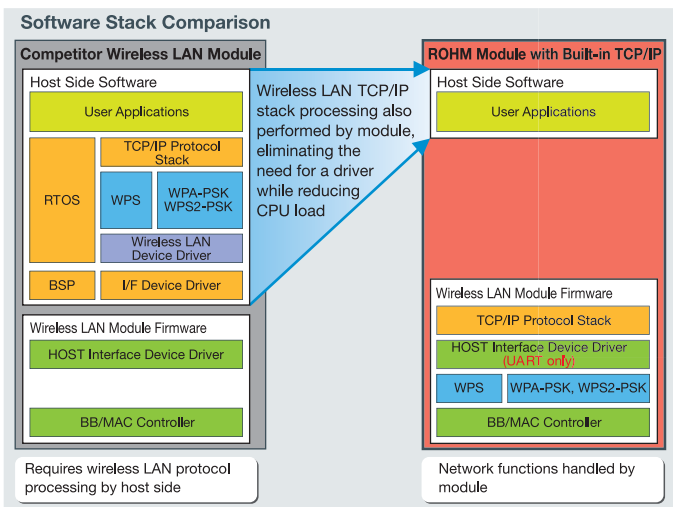 Software Stack Comparison
Competitor Wireless LAN Module
Host Side Software
User Applications
RTOS
TCP/IP Protocol
Stack
WPS
WPA-PSK
WPS2-PSK
Wireless LAN
Device Driver
BSP
I/F Device Driver
Wireless LAN Module Firmware
HOST Interface Device Driver
BB/MAC Controller
Requires wireless LAN protocol
processing by host side
Wireless LAN TCP/IP
stack processing also
performed by module,
eliminating the
need for a driver
while reducing
CPU load
ROHM Module with Built-in TCP/IP
Host Side Software
User Applications
Wireless LAN Module Firmware
TCP/IP Protocol Stack
HOST Interface Device Driver
(UART only)
WPS
WPA-PSK, WPS2-PSK
BB/MAC Controller
Network functions handled by
module